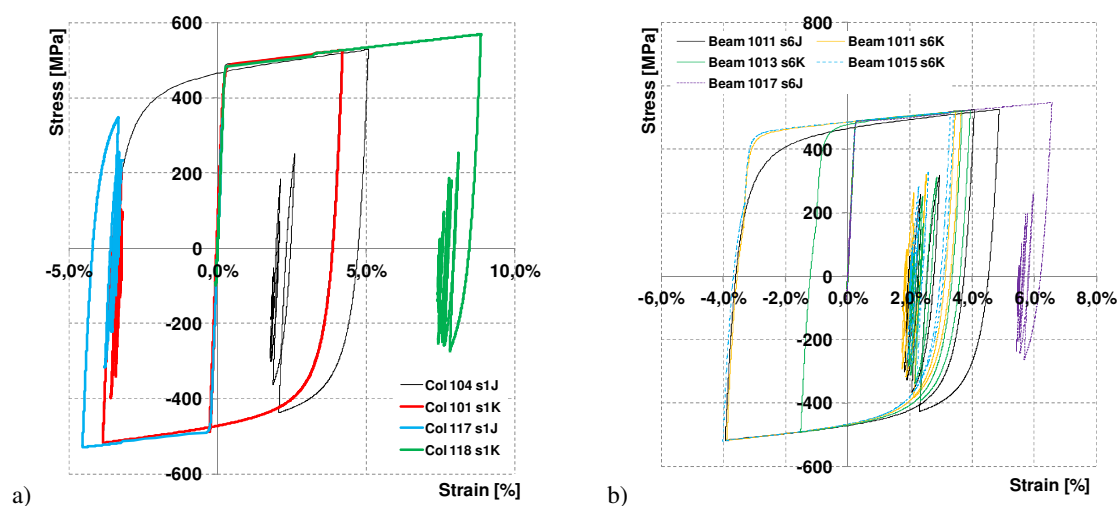 600
400
200
0
-200
-400
-600
-5,0% 0,0% 5,0% 10,0%
Stress [MPa]
Strain [%]
Col 104 s1J
Col 101 s1K
Col 117 s1J
Col 118 s1K
a)
800
600
400
200
0
-200
-400
-600
-6,0% -4,0% -2,0% 0,0% 2,0% 4,0% 6,0% 8,0%
Stress [MPa]
Strain [%]
Beam 1011 s6J Beam 1011 s6K
Beam 1013 s6K Beam 1015 s6K
Beam 1017 s6J
b)